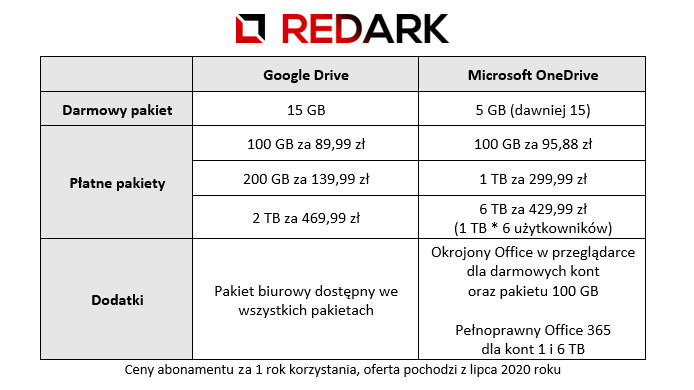 REDARK
Google Drive
Microsoft OneDrive
Darmowy pakiet
15 GB
5 GB (dawniej 15)
Płatne pakiety
100 GB za 89,99 zł
100 GB za 95,88 zł
200 GB za 139,99 zł
1 TB za 299,99 zł
2 TB za 469,99 zł
6 TB za 429,99 zł
(1 TB * 6 użytkowników)
Dodatki
Pakiet biurowy dostępny we
wszystkich pakietach
Okrojony Office w przeglądarce
dla darmowych kont
oraz pakietu 100 GB
Pełnoprawny Office 365
dla kont 1 i 6 TB
Ceny abonamentu za 1 rok korzystania, oferta pochodzi z lipca 2020 roku